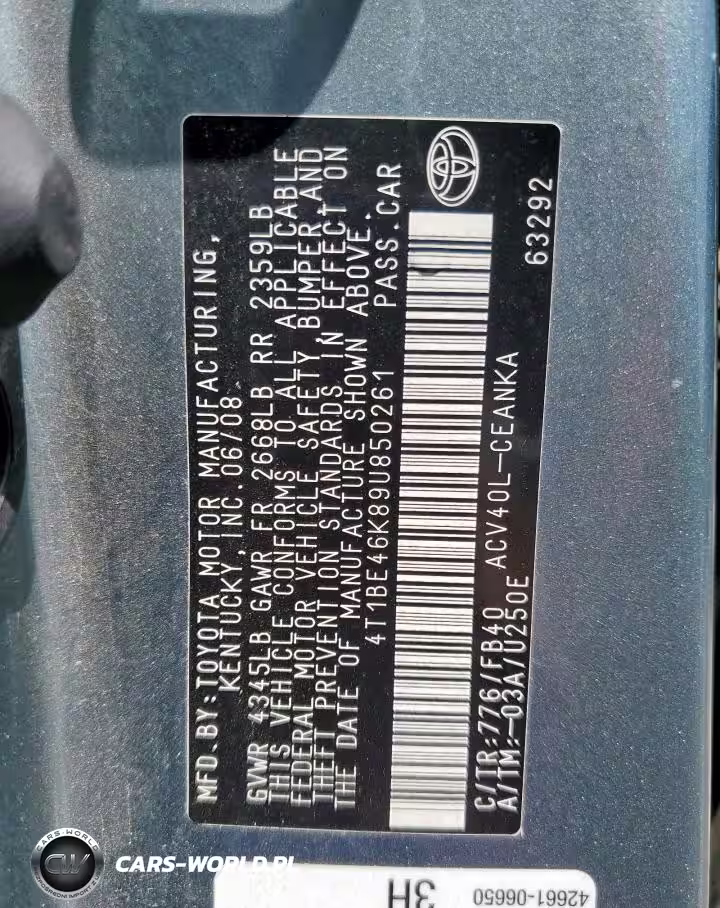 MFD.BY:TOYOTA MOTOR MANUFACTURING,
KENTUCKY,INC. 06/08
GVWR 4345LB GAWR FR 2668LB RR 2359LB
THIS VEHICLE CONFORMS TO ALL APPLICABLE
FEDERAL MOTOR VEHICLE SAFETY, BUMPER,AND
THEFT PREVENTION STANDARDS IN EFFECT ON
THE DATE OF MANUFACTURE SHOWN ABOVE.
4T1BE46K89U850261 PASS.CAR
C/TR:776/FB40 ACV40L-CEANKA 63292
A/TM:-03A/U250E
3H 42661-06650
CARS-WORLD
CW
CARS-WORLD.PL